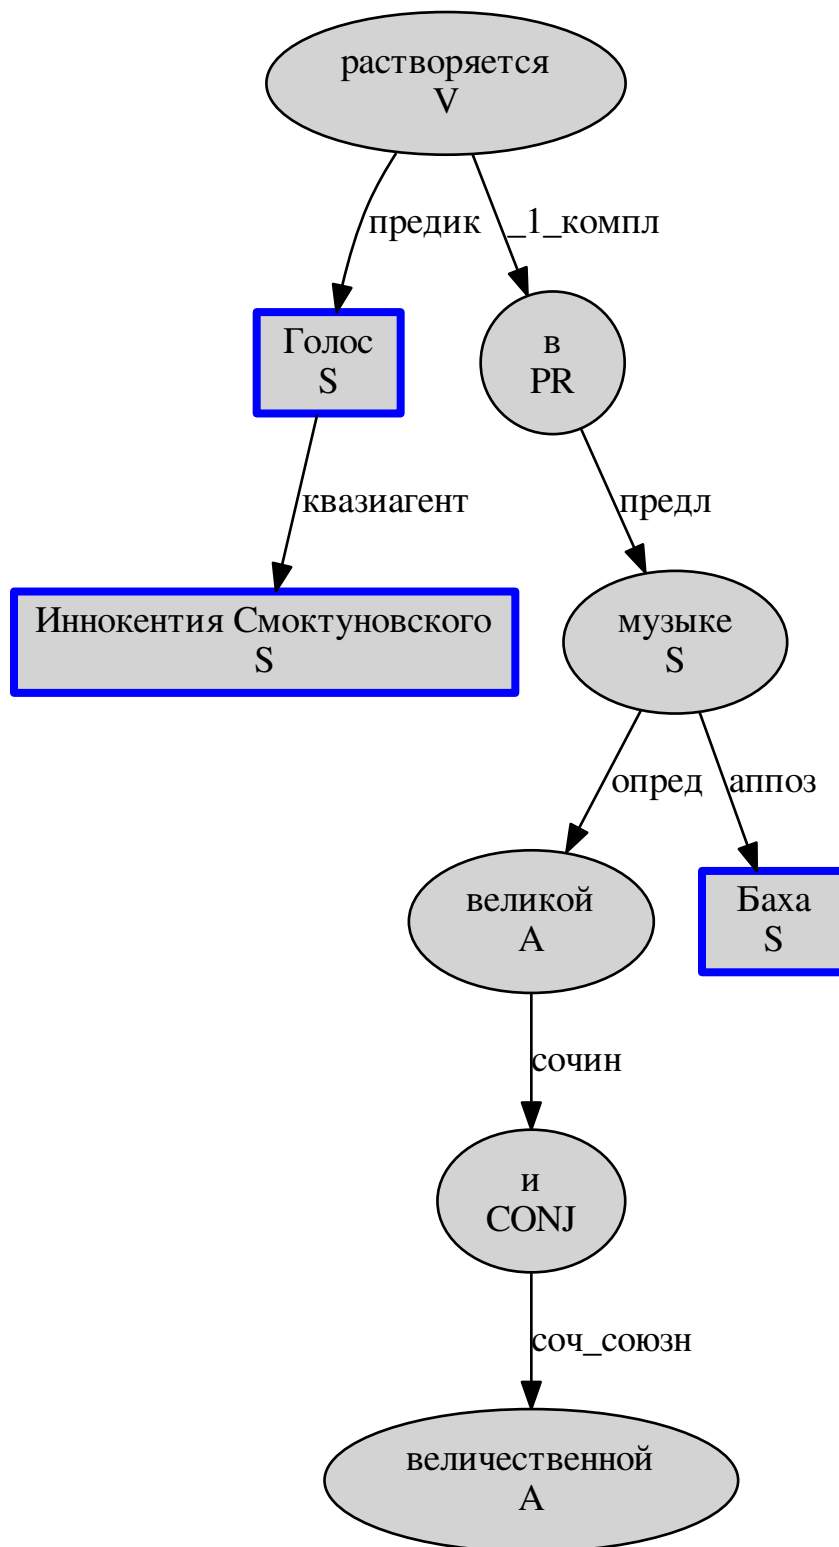 растворяется
V
предик
_1_компл
Голос
S
в
PR
квазиагент
предл
Иннокентия Смоктуновского
S
музыке
S
опред
аппоз
великой
A
Баха
S
сочин
и
CONJ
соч_союзн
величественной
A